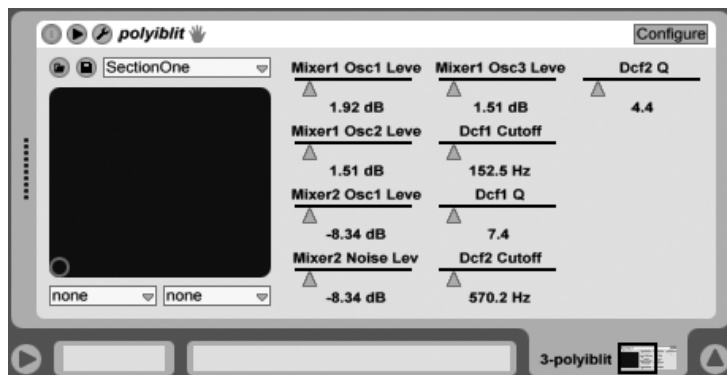 polyiblit
Configure
SectionOne
Mixer1 Osc1 Leve
1.92 dB
Mixer1 Osc2 Leve
1.51 dB
Mixer2 Osc1 Leve
-8.34 dB
Mixer2 Noise Lev
-8.34 dB
Mixer1 Osc3 Leve
1.51 dB
Dcf1 Cutoff
152.5 Hz
Dcf1 Q
7.4
Dcf2 Cutoff
570.2 Hz
Dcf2 Q
4.4
none
none
3-polyiblit